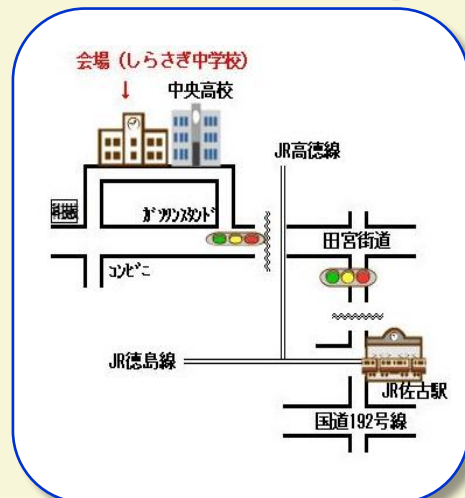 会場（しらさぎ中学校）
↓
中央高校
JR高徳線
ｶﾞｿﾘﾝｽﾀﾝﾄﾞ
田宮街道
ｺﾝﾋﾞﾆ
JR徳島線
JR佐古駅
国道192号線